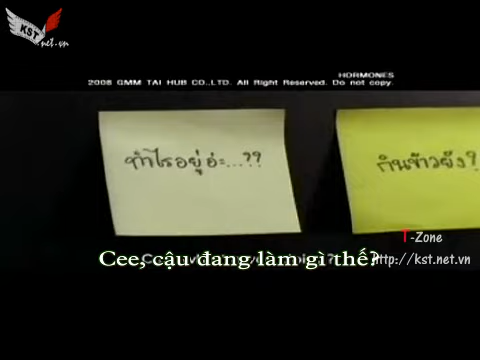 KST
.net.vn
HORMONES
2008 GMM TAI HUB CO.,LTD. All Right Reserved. Do not copy.
ทำไรอยู่อ่ะ...??
กินข้าวยัง?
T-Zone
Cee, cậu đang làm gì thế?
http://kst.net.vn